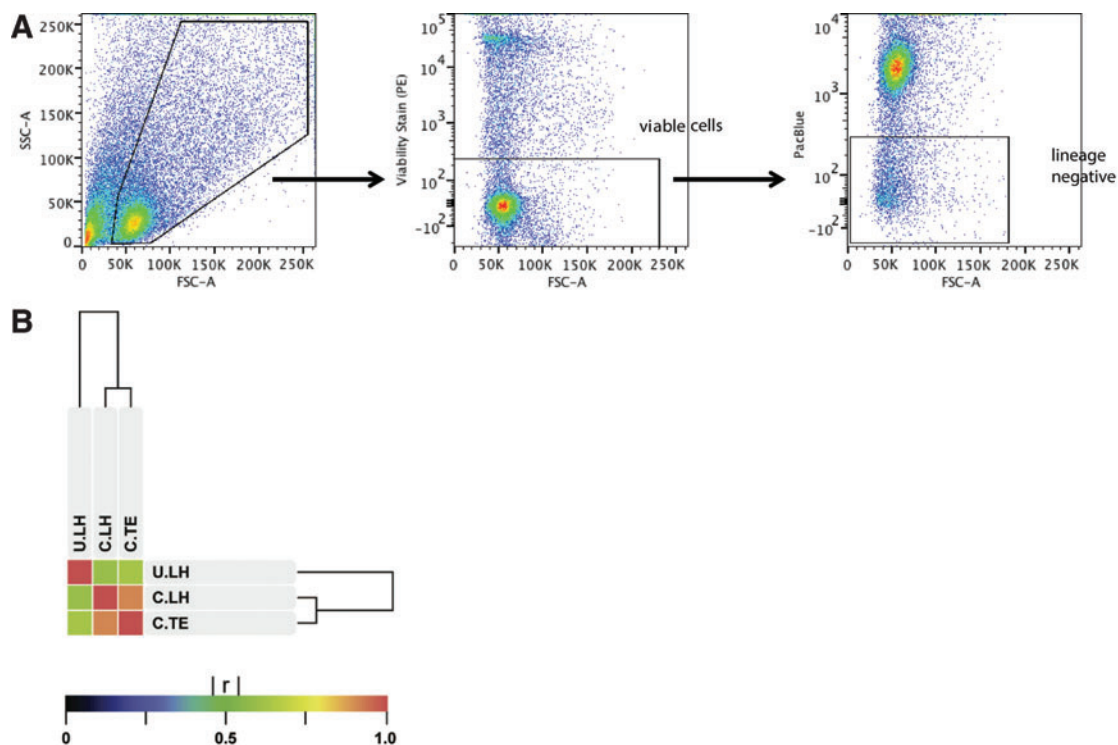 A
250K
200K
150K
100K
50K
0
SSC-A
0 50K 100K 150K 200K 250K
FSC-A
10^5
10^4
10^3
10^2
-10^2
Viability Stain (PE)
viable cells
0 50K 100K 150K 200K 250K
FSC-A
10^4
10^3
10^2
-10^2
PacBlue
lineage
negative
0 50K 100K 150K 200K 250K
FSC-A
B
U.LH
C.LH
C.TE
U.LH
C.LH
C.TE
| r |
0 0.5 1.0